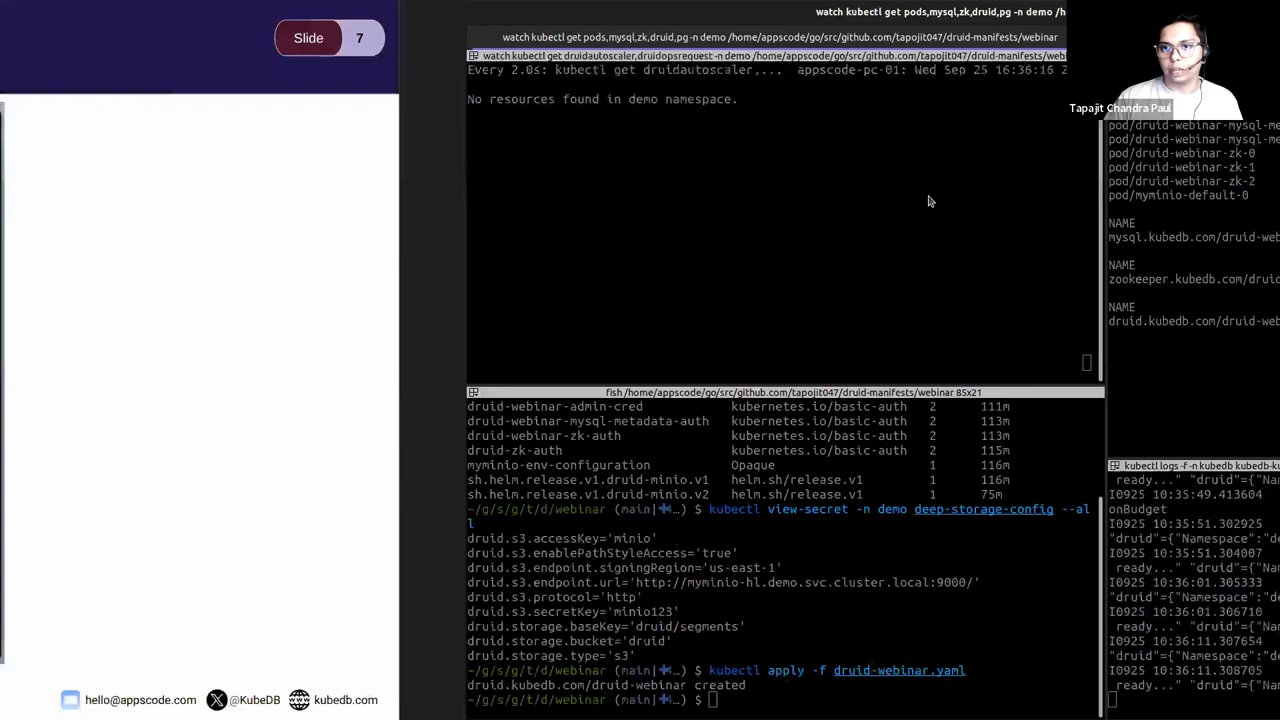 Slide 7
watch kubectl get pods,mysql,zk,druid,pg -n demo /h
watch kubectl get pods,mysql,zk,druid,pg -n demo /home/appscode/go/src/github.com/tapojit047/druid-manifests/webinar
watch kubectl get druidautoscaler,druidopsrequest -n demo /home/appscode/go/src/github.com/tapojit047/druid-manifests/webi
Every 2.0s: kubectl get druidautoscaler,... appscode-pc-01: Wed Sep 25 16:36:16 2
No resources found in demo namespace.
Tapajit Chandra Paul
pod/druid-webinar-mysql-me
pod/druid-webinar-mysql-me
pod/druid-webinar-zk-0
pod/druid-webinar-zk-1
pod/druid-webinar-zk-2
pod/myminio-default-0
NAME
mysql.kubedb.com/druid-web
NAME
zookeeper.kubedb.com/druid
NAME
druid.kubedb.com/druid-web
fish /home/appscode/go/src/github.com/tapojit047/druid-manifests/webinar 85x21
druid-webinar-admin-cred kubernetes.io/basic-auth 2 111m
druid-webinar-mysql-metadata-auth kubernetes.io/basic-auth 2 113m
druid-webinar-zk-auth kubernetes.io/basic-auth 2 113m
druid-zk-auth kubernetes.io/basic-auth 2 115m
myminio-env-configuration Opaque 1 116m
sh.helm.release.v1.druid-minio.v1 helm.sh/release.v1 1 116m
sh.helm.release.v1.druid-minio.v2 helm.sh/release.v1 1 75m
~/g/s/g/t/d/webinar (main|✚4…) $ kubectl view-secret -n demo deep-storage-config --al
l
druid.s3.accessKey='minio'
druid.s3.enablePathStyleAccess='true'
druid.s3.endpoint.signingRegion='us-east-1'
druid.s3.endpoint.url='http://myminio-hl.demo.svc.cluster.local:9000/'
druid.s3.protocol='http'
druid.s3.secretKey='minio123'
druid.storage.baseKey='druid/segments'
druid.storage.bucket='druid'
druid.storage.type='s3'
~/g/s/g/t/d/webinar (main|✚4…) $ kubectl apply -f druid-webinar.yaml
druid.kubedb.com/druid-webinar created
~/g/s/g/t/d/webinar (main|✚4…) $
kubectl logs -f -n kubedb kubedb-ku
ready..." "druid"={"Na
I0925 10:35:49.413604
onBudget
I0925 10:35:51.302925
"druid"={"Namespace":"de
I0925 10:35:51.304007
ready..." "druid"={"Na
I0925 10:36:01.305333
"druid"={"Namespace":"de
I0925 10:36:01.306710
ready..." "druid"={"Na
I0925 10:36:11.307654
"druid"={"Namespace":"de
I0925 10:36:11.308705
ready..." "druid"={"Na
hello@appscode.com @KubeDB kubedb.com